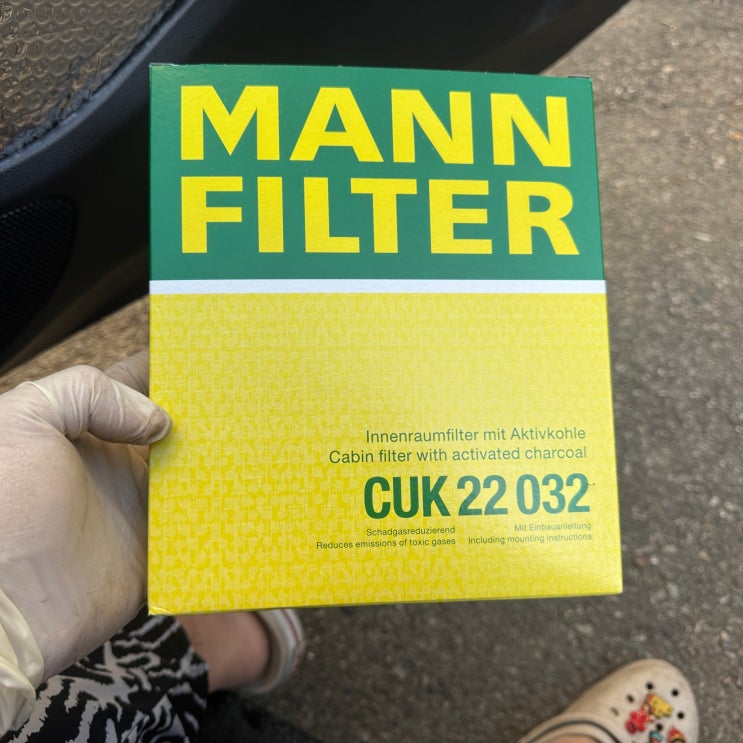 MANN
FILTER
Innenraumfilter mit Aktivkohle
Cabin filter with activated charcoal
CUK 22 032
Schadgasreduzierend
Reduces emissions of toxic gases
Mit Einbauanleitung
Including mounting instructions